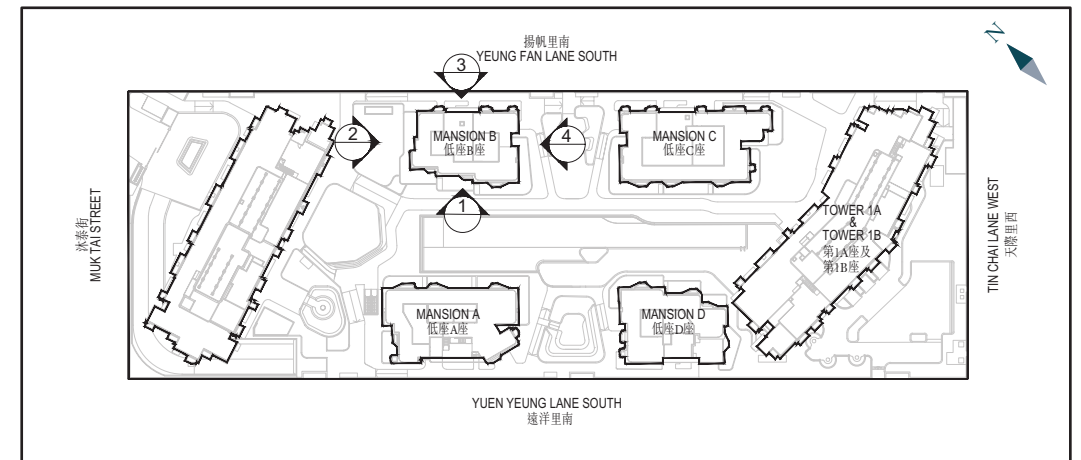 揚帆里南
YEUNG FAN LANE SOUTH
N
3
2
MANSION B
低座B座
4
MANSION C
低座C座
1
沐泰街
MUK TAI STREET
TOWER 1A
&
TOWER 1B
第1A座及
第1B座
TIN CHAI LANE WEST
天際里西
MANSION A
低座A座
MANSION D
低座D座
YUEN YEUNG LANE SOUTH
遠洋里南